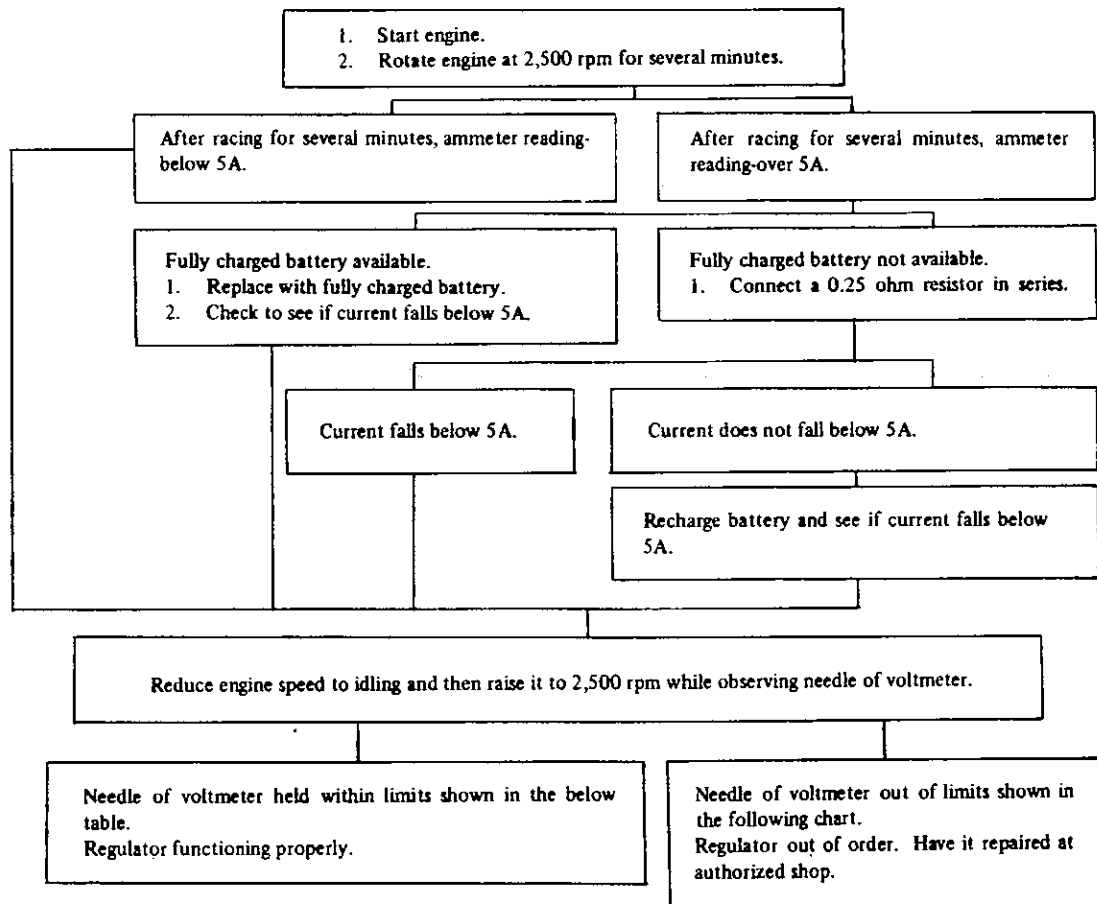 1. Start engine.
2. Rotate engine at 2,500 rpm for several minutes.
After racing for several minutes, ammeter reading-
below 5A.
After racing for several minutes, ammeter
reading-over 5A.
Fully charged battery available.
1. Replace with fully charged battery.
2. Check to see if current falls below 5A.
Fully charged battery not available.
1. Connect a 0.25 ohm resistor in series.
Current falls below 5A.
Current does not fall below 5A.
Recharge battery and see if current falls below
5A.
Reduce engine speed to idling and then raise it to 2,500 rpm while observing needle of voltmeter.
Needle of voltmeter held within limits shown in the below
table.
Regulator functioning properly.
Needle of voltmeter out of limits shown in
the following chart.
Regulator out of order. Have it repaired at
authorized shop.